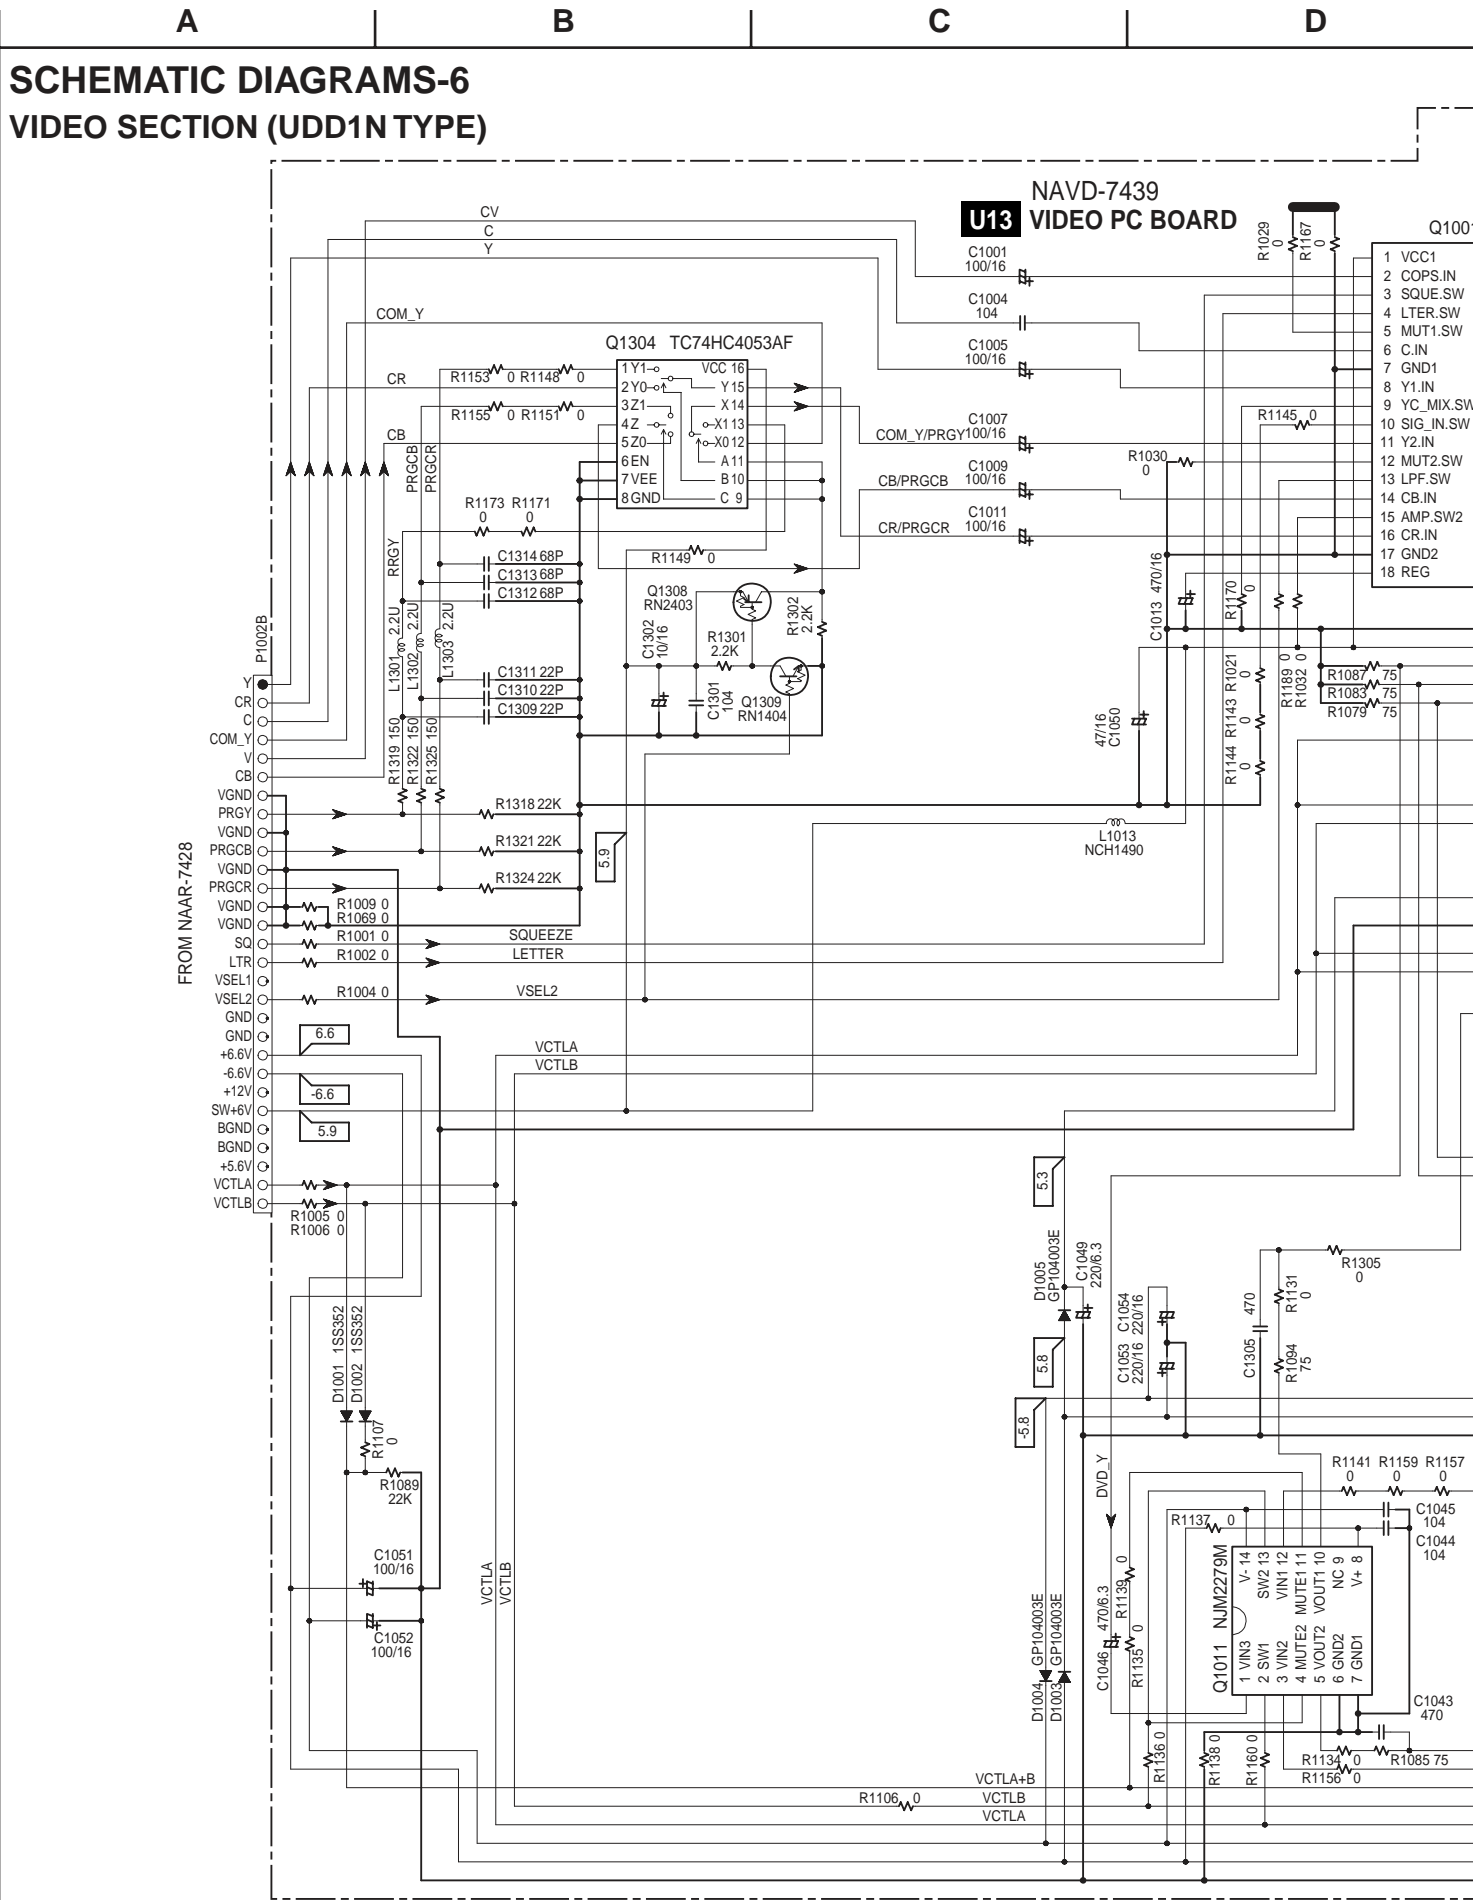 A B C D
SCHEMATIC DIAGRAMS-6
VIDEO SECTION (UDD1N TYPE)
NAVD-7439
U13 VIDEO PC BOARD
CV
C
Y
COM_Y
CR
CB
PRGCB
PRGCR
RRGY
Q1304 TC74HC4053AF
1 Y1
2 Y0
3 Z1
4 Z
5 Z0
6 EN
7 VEE
8 GND
VCC 16
Y 15
X 14
X1 13
X0 12
A 11
B 10
C 9
R1153 0 R1148 0
R1155 0 R1151 0
R1173 R1171
0 0
R1149 0
C1314 68P
C1313 68P
C1312 68P
C1311 22P
C1310 22P
C1309 22P
L1301 2.2U
L1302 2.2U
L1303 2.2U
R1319 150
R1322 150
R1325 150
R1318 22K
R1321 22K
R1324 22K
Q1308
RN2403
C1302
10/16
R1301
2.2K
R1302
2.2K
C1301
104
Q1309
RN1404
5.9
C1001
100/16
C1004
104
C1005
100/16
C1007
100/16
COM_Y/PRGY
C1009
100/16
CB/PRGCB
C1011
100/16
CR/PRGCR
R1029
0
R1167
0
Q1001
1 VCC1
2 COPS.IN
3 SQUE.SW
4 LTER.SW
5 MUT1.SW
6 C.IN
7 GND1
8 Y1.IN
9 YC_MIX.SW
10 SIG_IN.SW
11 Y2.IN
12 MUT2.SW
13 LPF.SW
14 CB.IN
15 AMP.SW2
16 CR.IN
17 GND2
18 REG
R1145 0
R1030
0
C1013 470/16
R1170
0
R1021
0
R1143
0
R1144
0
R1189 0
R1032 0
R1087 75
R1083 75
R1079 75
47/16
C1050
L1013
NCH1490
P1002B
FROM NAAR-7428
Y
CR
C
COM_Y
V
CB
VGND
PRGY
VGND
PRGCB
VGND
PRGCR
VGND
VGND
SQ
LTR
VSEL1
VSEL2
GND
GND
+6.6V
-6.6V
+12V
SW+6V
BGND
BGND
+5.6V
VCTLA
VCTLB
R1009 0
R1069 0
R1001 0
R1002 0
R1004 0
SQUEEZE
LETTER
VSEL2
6.6
-6.6
5.9
VCTLA
VCTLB
R1005 0
R1006 0
D1001 1SS352
D1002 1SS352
R1107
0
R1089
22K
C1051
100/16
C1052
100/16
VCTLA
VCTLB
5.3
D1005
GP104003E
C1049
220/6.3
5.8
-5.8
C1054
220/16
C1053
220/16
C1305 470
R1131
0
R1094
75
R1305
0
DVD_Y
R1141 R1159 R1157
0 0 0
C1045
104
C1044
104
R1137 0
R1139 0
R1135 0
C1046 470/6.3
D1004 GP104003E
D1003 GP104003E
Q1011 NJM2279M
V- 14
SW2 13
VIN1 12
MUTE1 11
VOUT1 10
NC 9
V+ 8
1 VIN3
2 SW1
3 VIN2
4 MUTE2
5 VOUT2
6 GND2
7 GND1
C1043
470
R1136 0
R1138 0
R1160 0
R1134 0
R1156 0
R1085 75
VCTLA+B
R1106 0
VCTLB
VCTLA